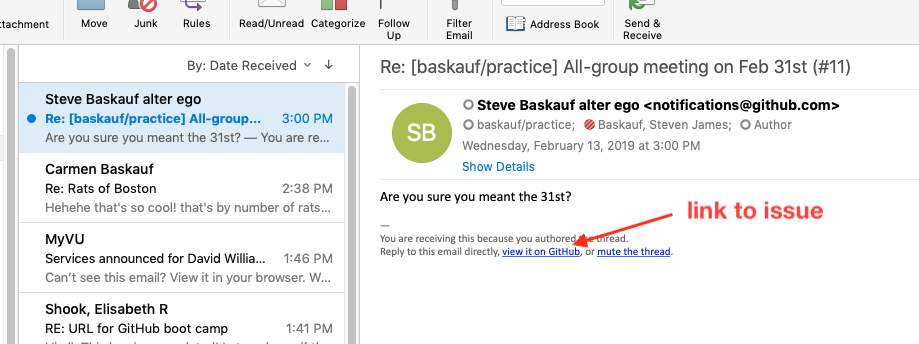 ttachment
Move
Junk
Rules
Read/Unread
Categorize
Follow
Up
Filter
Email
Address Book
Send &
Receive
By: Date Received
Steve Baskauf alter ego
Re: [baskauf/practice] All-group... 3:00 PM
Are you sure you meant the 31st? — You are re...
Carmen Baskauf
Re: Rats of Boston 2:38 PM
Hehehe that's so cool! that's by number of rats...
MyVU
Services announced for David Willia... 1:46 PM
Can't see this email? View it in your browser. W...
Shook, Elisabeth R
RE: URL for GitHub boot camp 1:41 PM
Re: [baskauf/practice] All-group meeting on Feb 31st (#11)
SB
Steve Baskauf alter ego <notifications@github.com>
baskauf/practice; Baskauf, Steven James; Author
Wednesday, February 13, 2019 at 3:00 PM
Show Details
Are you sure you meant the 31st?
link to issue
—
You are receiving this because you authored the thread.
Reply to this email directly, view it on GitHub, or mute the thread.